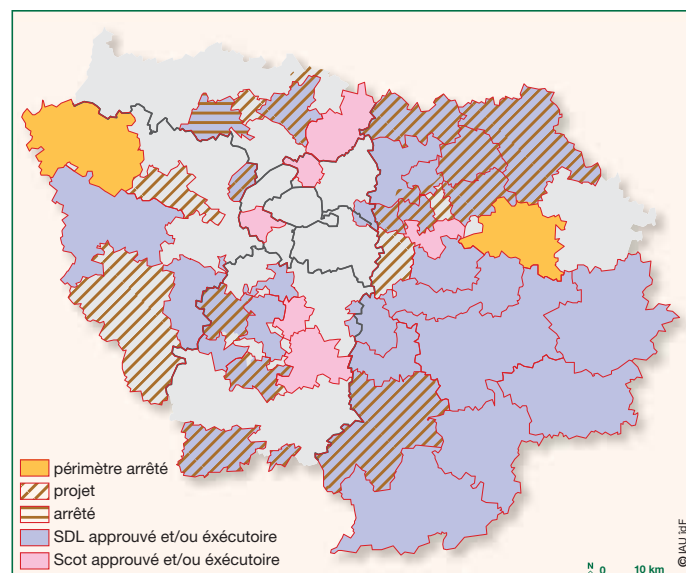 périmètre arrêté
projet
arrêté
SDL approuvé et/ou éxécutoire
Scot approuvé et/ou éxécutoire
N
0 10 km
© IAU îdF